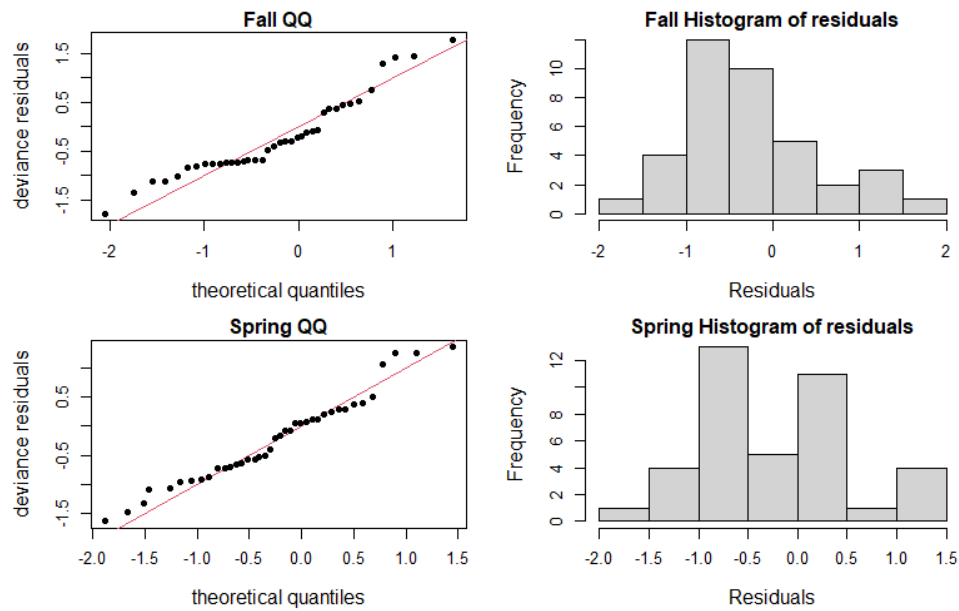 Fall QQ
deviance residuals
-1.5 -0.5 0.5 1.5
-2 -1 0 1
theoretical quantiles
Fall Histogram of residuals
Frequency
0 2 4 6 8 10
-2 -1 0 1 2
Residuals
Spring QQ
deviance residuals
-1.5 -0.5 0.5
-2.0 -1.5 -1.0 -0.5 0.0 0.5 1.0 1.5
theoretical quantiles
Spring Histogram of residuals
Frequency
0 2 4 6 8 12
-2.0 -1.5 -1.0 -0.5 0.0 0.5 1.0 1.5
Residuals